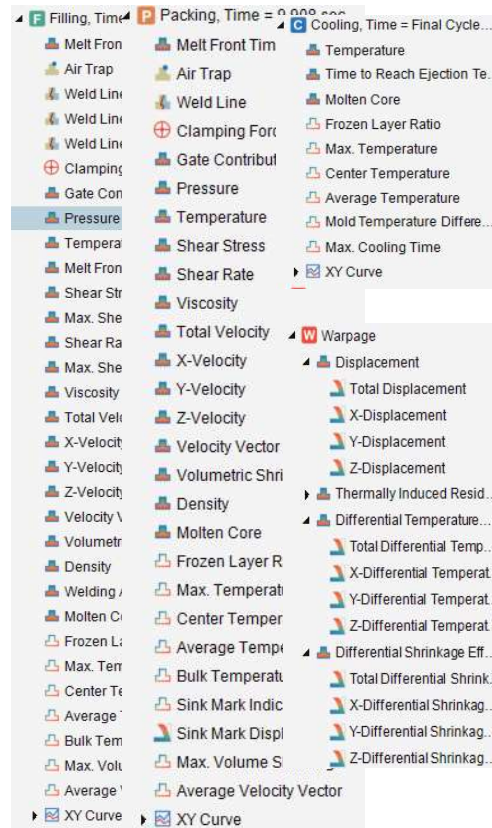 F Filling, Time
Melt Fron
Air Trap
Weld Line
Weld Line
Weld Line
Clamping
Gate Con
Pressure
Temperat
Melt Fron
Shear Str
Max. She
Shear Ra
Max. She
Viscosity
Total Velo
X-Velocity
Y-Velocity
Z-Velocity
Velocity V
Volumetr
Density
Welding A
Molten Co
Frozen La
Max. Tem
Center Te
Average
Bulk Tem
Max. Volu
Average
XY Curve
P Packing, Time = 9.908 sec
Melt Front Tim
Air Trap
Weld Line
Clamping Forc
Gate Contribut
Pressure
Temperature
Shear Stress
Shear Rate
Viscosity
Total Velocity
X-Velocity
Y-Velocity
Z-Velocity
Velocity Vector
Volumetric Shri
Density
Molten Core
Frozen Layer R
Max. Temperatu
Center Temper
Average Tempe
Bulk Temperatu
Sink Mark Indic
Sink Mark Displ
Max. Volume S
Average Velocity Vector
XY Curve
C Cooling, Time = Final Cycle...
Temperature
Time to Reach Ejection Te...
Molten Core
Frozen Layer Ratio
Max. Temperature
Center Temperature
Average Temperature
Mold Temperature Differe...
Max. Cooling Time
XY Curve
W Warpage
Displacement
Total Displacement
X-Displacement
Y-Displacement
Z-Displacement
Thermally Induced Resid...
Differential Temperature...
Total Differential Temp...
X-Differential Temperat.
Y-Differential Temperat.
Z-Differential Temperat.
Differential Shrinkage Eff...
Total Differential Shrink.
X-Differential Shrinkag...
Y-Differential Shrinkag...
Z-Differential Shrinkag...